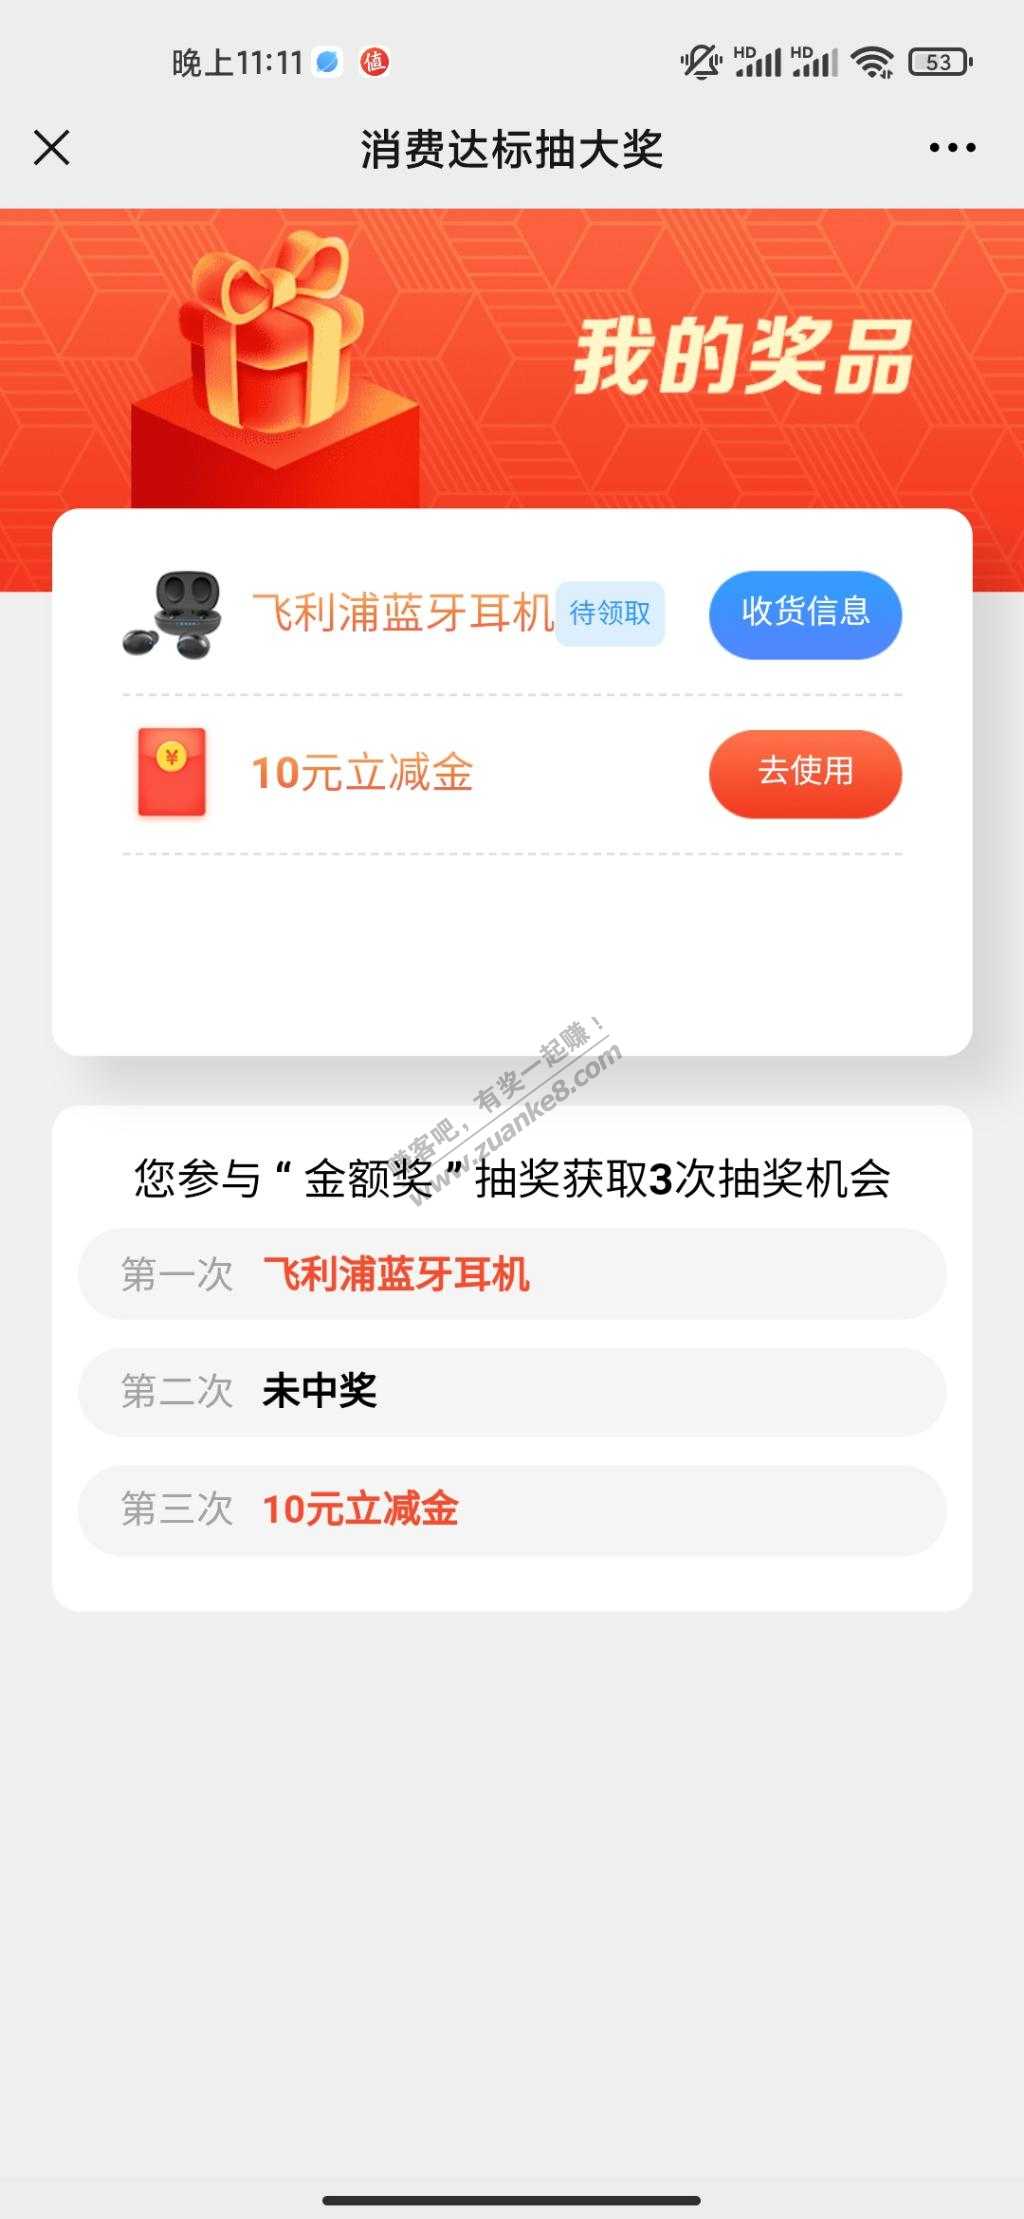 晚上11:11 值 HD HD 53
消费达标抽大奖
我的奖品
飞利浦蓝牙耳机 待领取 收货信息
¥ 10元立减金 去使用
赚客吧，有奖一起赚！
www.zuanke8.com
您参与“金额奖”抽奖获取3次抽奖机会
第一次 飞利浦蓝牙耳机
第二次 未中奖
第三次 10元立减金